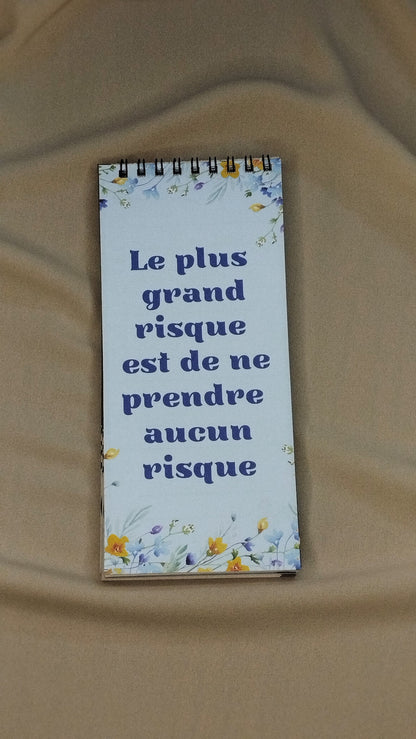 Le plus
grand
risque
est de ne
prendre
aucun
risque